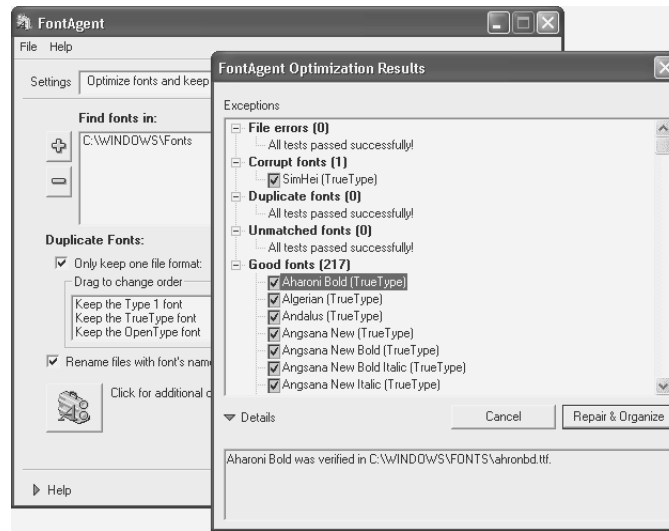 FontAgent
File Help
Settings Optimize fonts and keep
Find fonts in:
C:\WINDOWS\Fonts
Duplicate Fonts:
Only keep one file format:
Drag to change order
Keep the Type 1 font
Keep the TrueType font
Keep the OpenType font
Rename files with font's name
Click for additional
Help
FontAgent Optimization Results
Exceptions
File errors (0)
All tests passed successfully!
Corrupt fonts (1)
SimHei (TrueType)
Duplicate fonts (0)
All tests passed successfully!
Unmatched fonts (0)
All tests passed successfully!
Good fonts (217)
Aharoni Bold (TrueType)
Algerian (TrueType)
Andalus (TrueType)
Angsana New (TrueType)
Angsana New Bold (TrueType)
Angsana New Bold Italic (TrueType)
Angsana New Italic (TrueType)
Details Cancel Repair & Organize
Aharoni Bold was verified in C:\WINDOWS\FONTS\ahronbd.ttf.